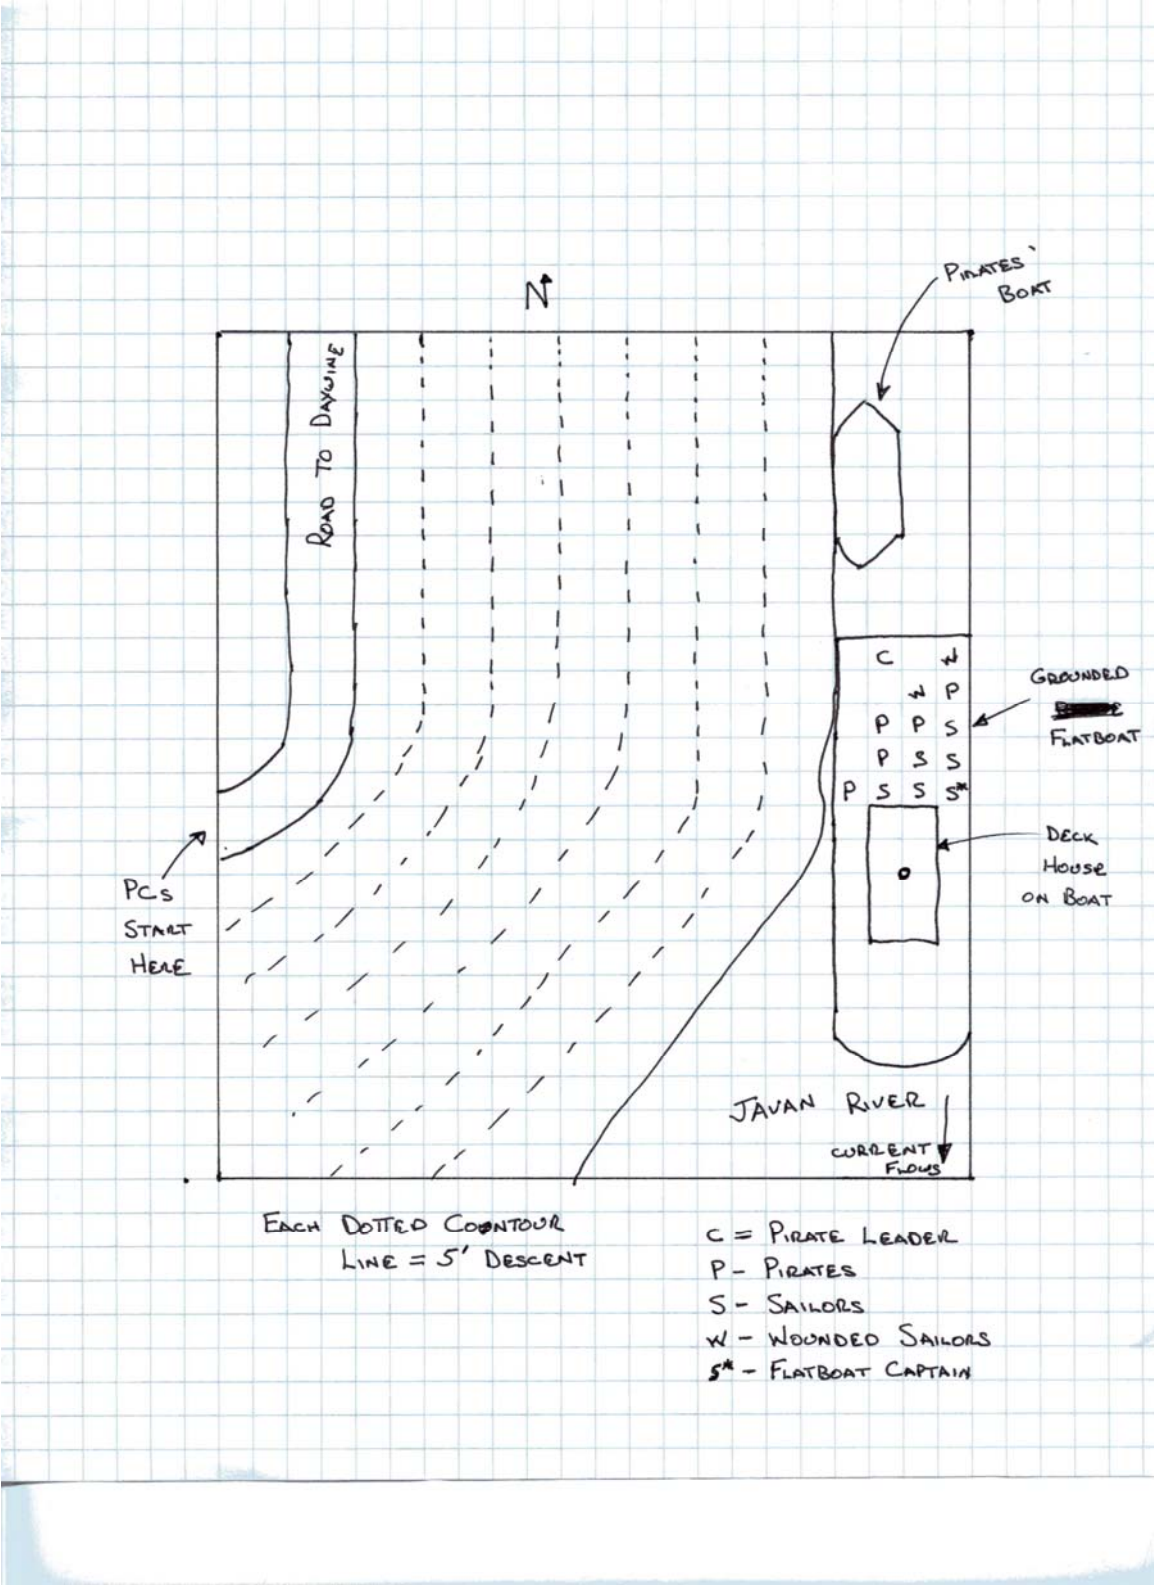 N
PIRATES'
BOAT
ROAD TO DAYWINE
C W
W P
P P S
P S S
P S S S*
GROUNDED
FLATBOAT
DECK
HOUSE
ON BOAT
PCS
START
HERE
JAVAN RIVER
CURRENT
FLOWS
EACH DOTTED CONTOUR
LINE = 5' DESCENT
C = PIRATE LEADER
P - PIRATES
S - SAILORS
W - WOUNDED SAILORS
S* - FLATBOAT CAPTAIN